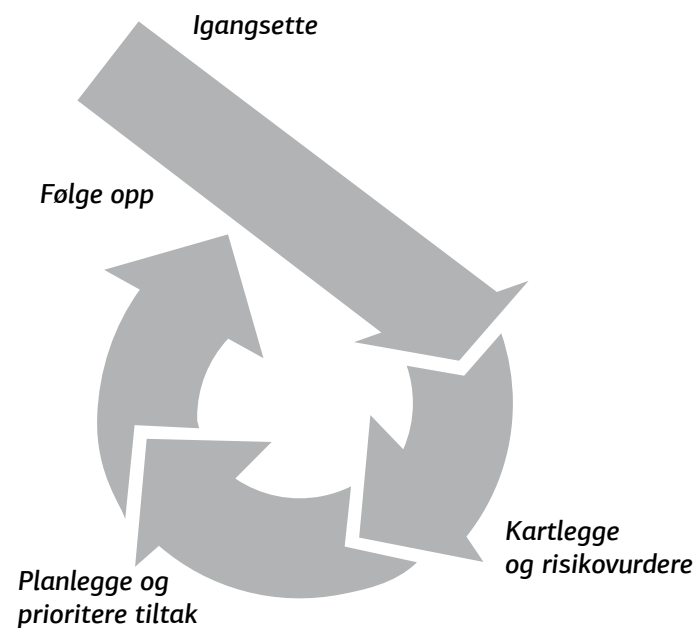 Igangsette
Følge opp
Kartlegge
og risikovurdere
Planlegge og
prioritere tiltak